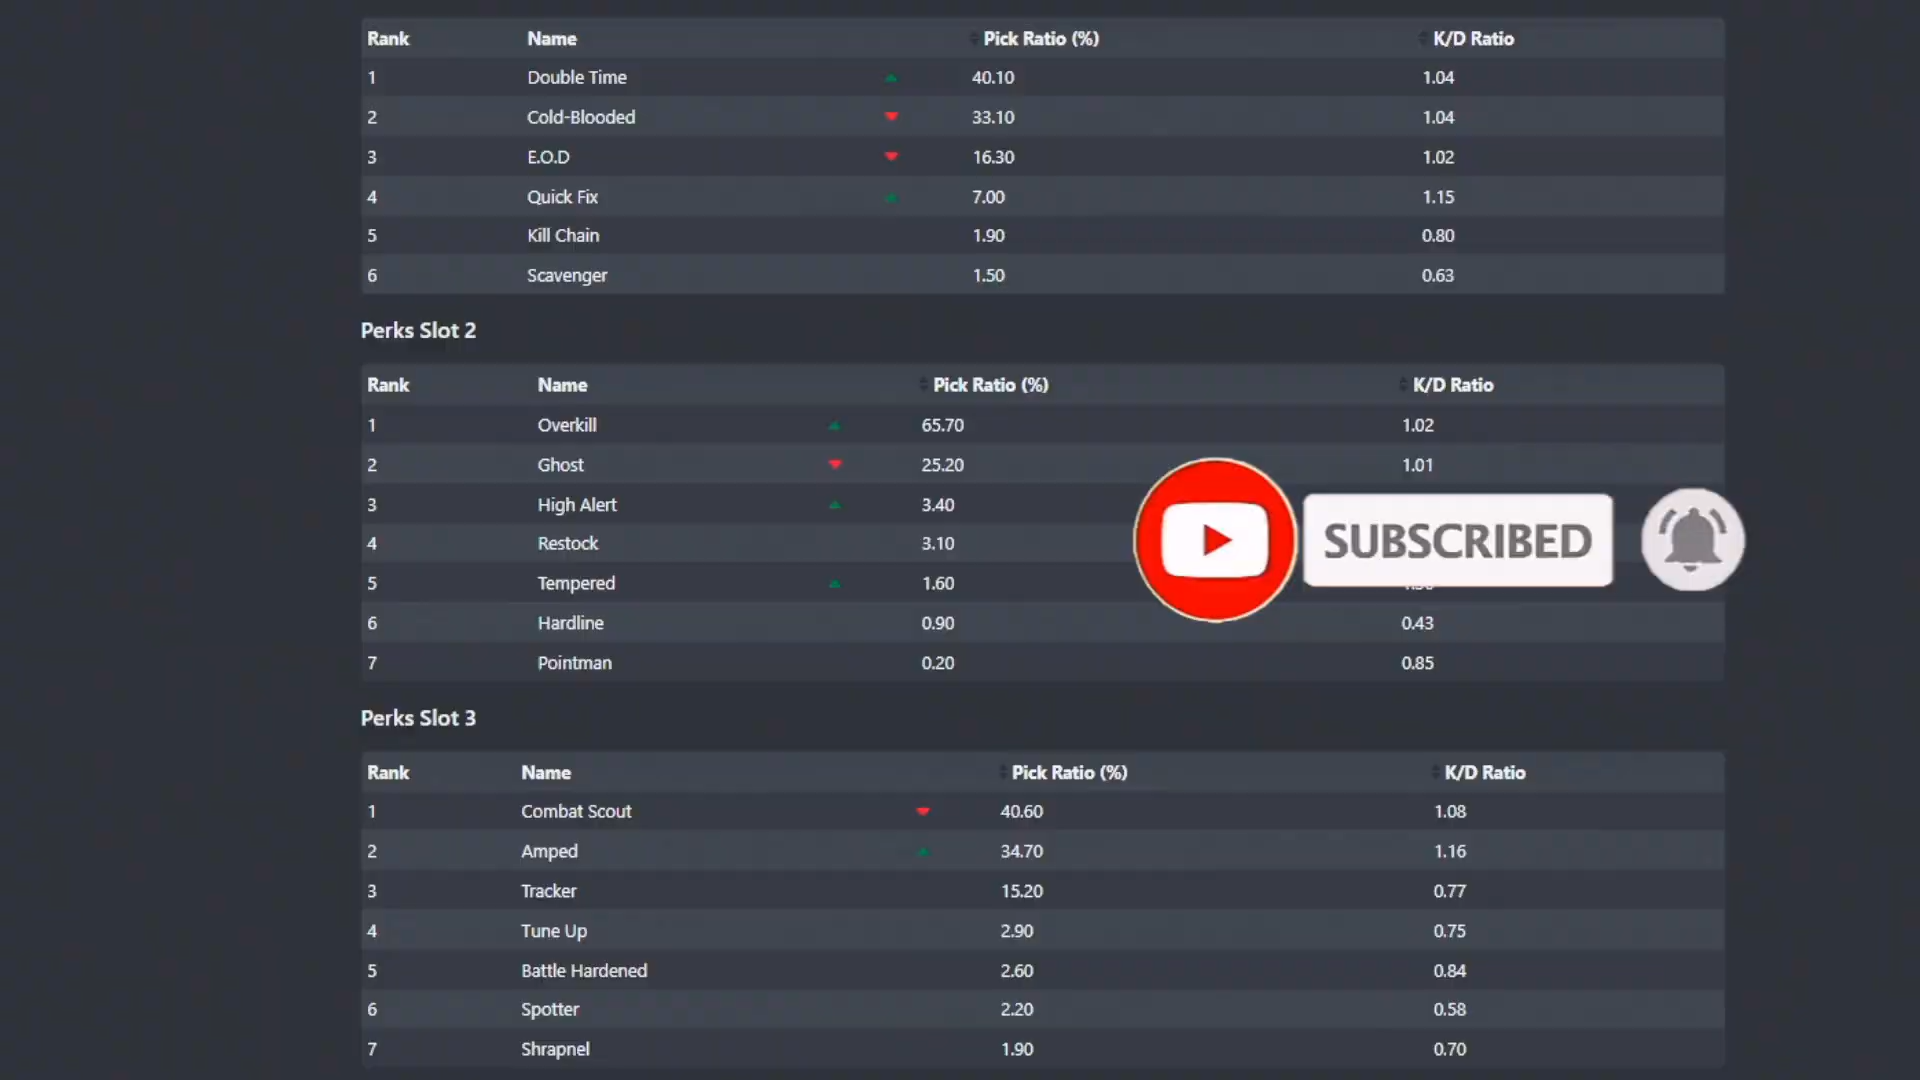 Rank Name Pick Ratio (%) K/D Ratio
1 Double Time 40.10 1.04
2 Cold-Blooded 33.10 1.04
3 E.O.D 16.30 1.02
4 Quick Fix 7.00 1.15
5 Kill Chain 1.90 0.80
6 Scavenger 1.50 0.63
Perks Slot 2
Rank Name Pick Ratio (%) K/D Ratio
1 Overkill 65.70 1.02
2 Ghost 25.20 1.01
3 High Alert 3.40
4 Restock 3.10
SUBSCRIBED
5 Tempered 1.60
6 Hardline 0.90 0.43
7 Pointman 0.20 0.85
Perks Slot 3
Rank Name Pick Ratio (%) K/D Ratio
1 Combat Scout 40.60 1.08
2 Amped 34.70 1.16
3 Tracker 15.20 0.77
4 Tune Up 2.90 0.75
5 Battle Hardened 2.60 0.84
6 Spotter 2.20 0.58
7 Shrapnel 1.90 0.70